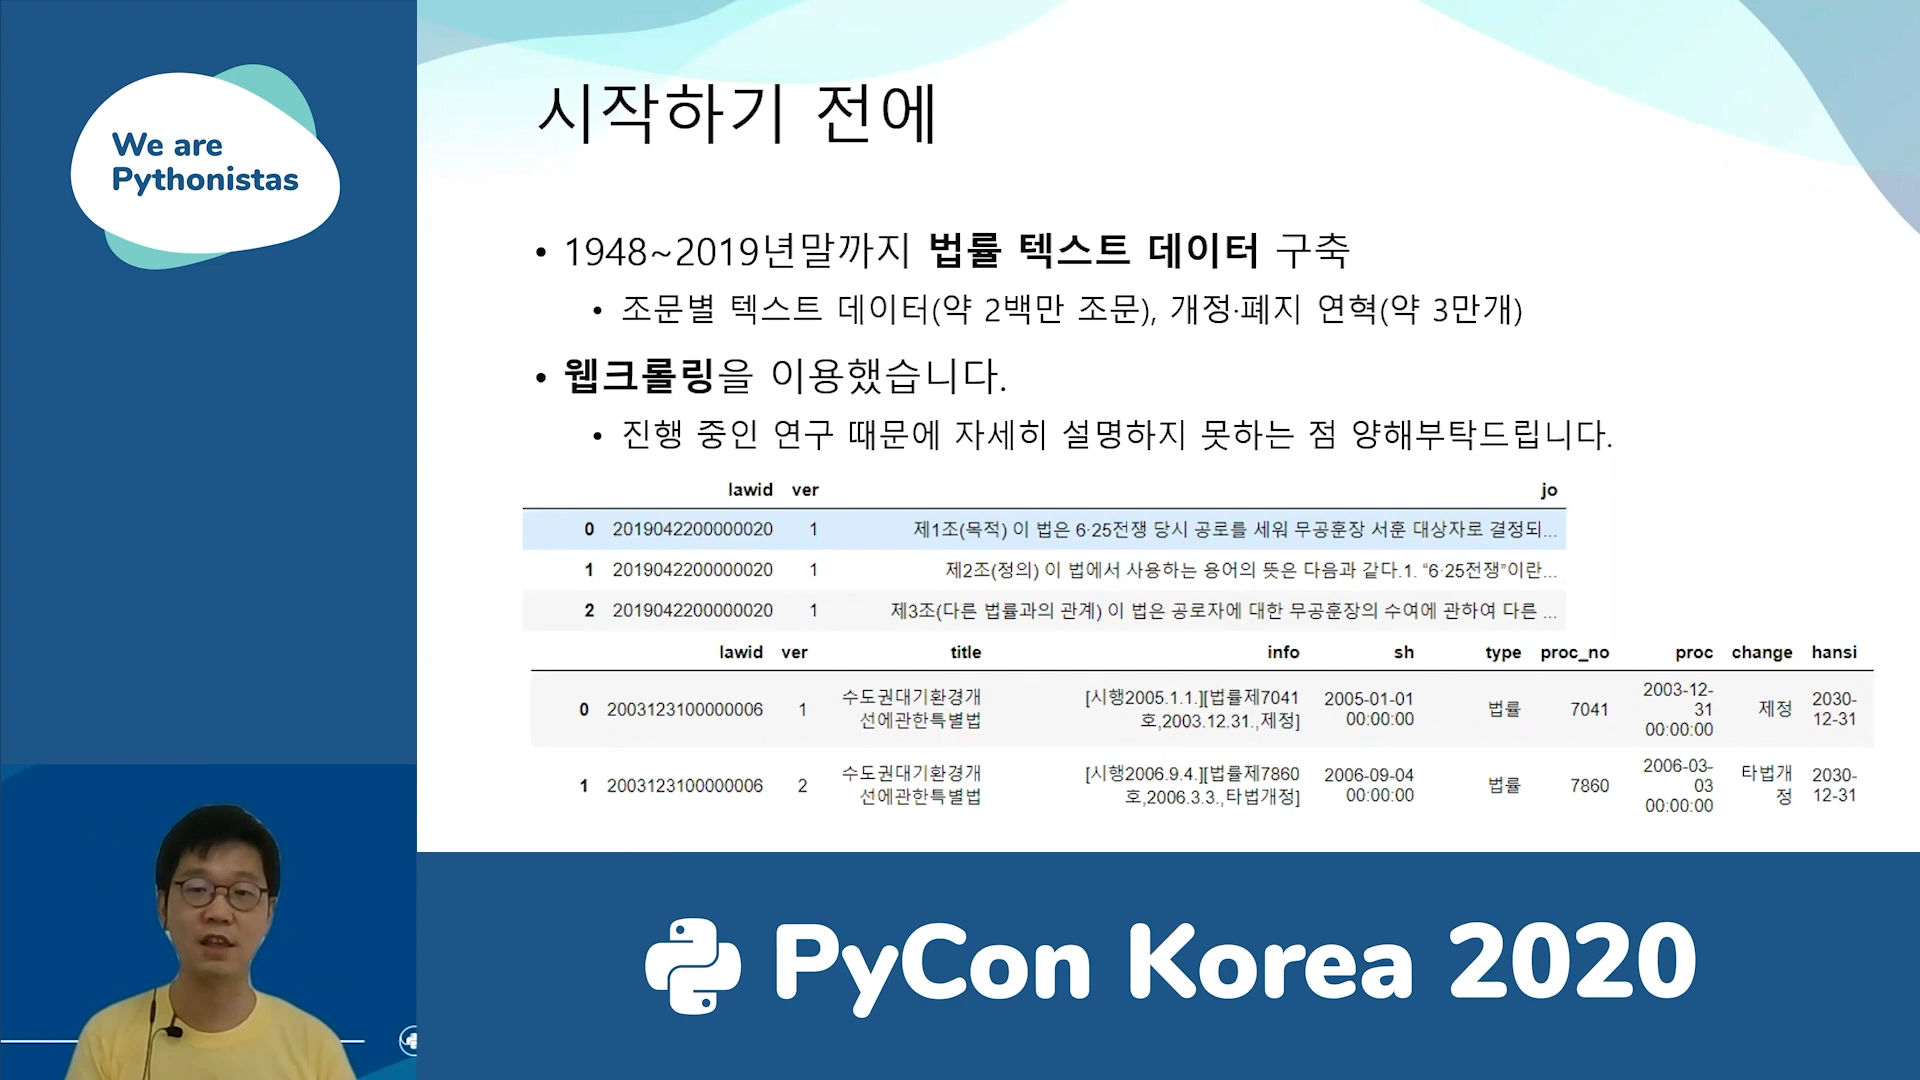 We are
Pythonistas
시작하기 전에
• 1948~2019년말까지 법률 텍스트 데이터 구축
• 조문별 텍스트 데이터(약 2백만 조문), 개정·폐지 연혁(약 3만개)
• 웹크롤링을 이용했습니다.
• 진행 중인 연구 때문에 자세히 설명하지 못하는 점 양해부탁드립니다.
lawid ver jo
0 2019042200000020 1 제1조(목적) 이 법은 6·25전쟁 당시 공로를 세워 무공훈장 서훈 대상자로 결정되...
1 2019042200000020 1 제2조(정의) 이 법에서 사용하는 용어의 뜻은 다음과 같다.1. “6·25전쟁”이란...
2 2019042200000020 1 제3조(다른 법률과의 관계) 이 법은 공로자에 대한 무공훈장의 수여에 관하여 다른 ...
lawid ver title info sh type proc_no proc change hansi
0 2003123100000006 1 수도권대기환경개 [시행2005.1.1.][법률제7041 2005-01-01 법률 7041 2003-12- 제정 2030-
선에관한특별법 호,2003.12.31.,제정] 00:00:00 31 12-31
00:00:00
1 2003123100000006 2 수도권대기환경개 [시행2006.9.4.][법률제7860 2006-09-04 법률 7860 2006-03- 타법개 2030-
선에관한특별법 호,2006.3.3.,타법개정] 00:00:00 03 정 12-31
00:00:00
PyCon Korea 2020